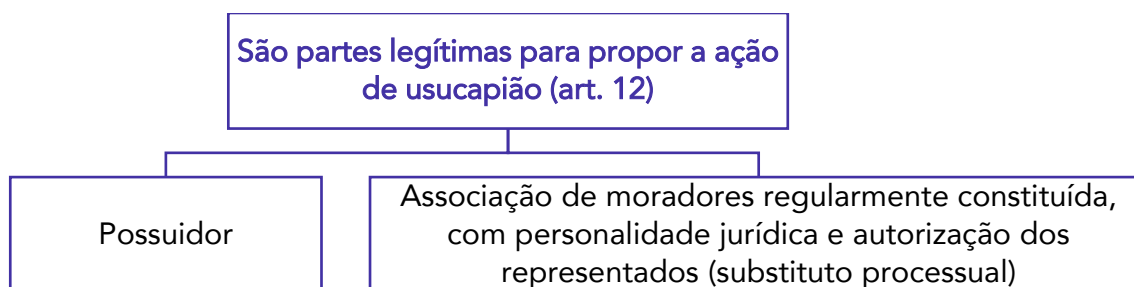 São partes legítimas para propor a ação
de usucapião (art. 12)
Possuidor
Associação de moradores regularmente constituída,
com personalidade jurídica e autorização dos
representados (substituto processual)